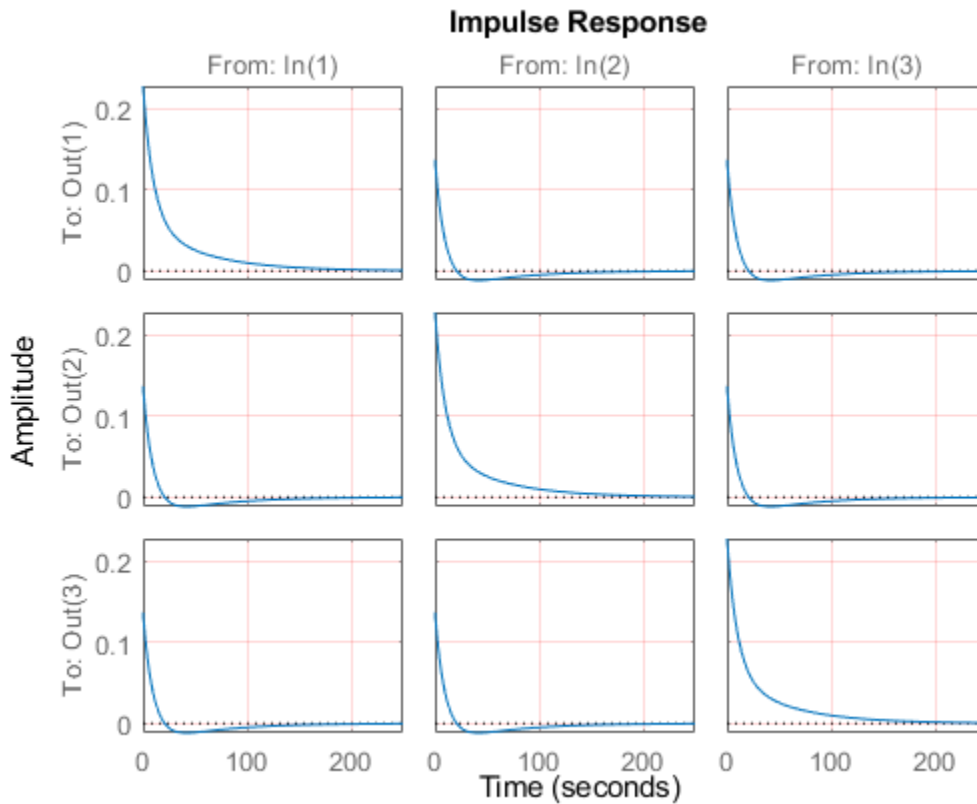 Impulse Response
From: In(1) From: In(2) From: In(3)
To: Out(1)
0.2
0.1
0
Amplitude
To: Out(2)
0.2
0.1
0
To: Out(3)
0.2
0.1
0
0 100 200 0 100 200 0 100 200
Time (seconds)